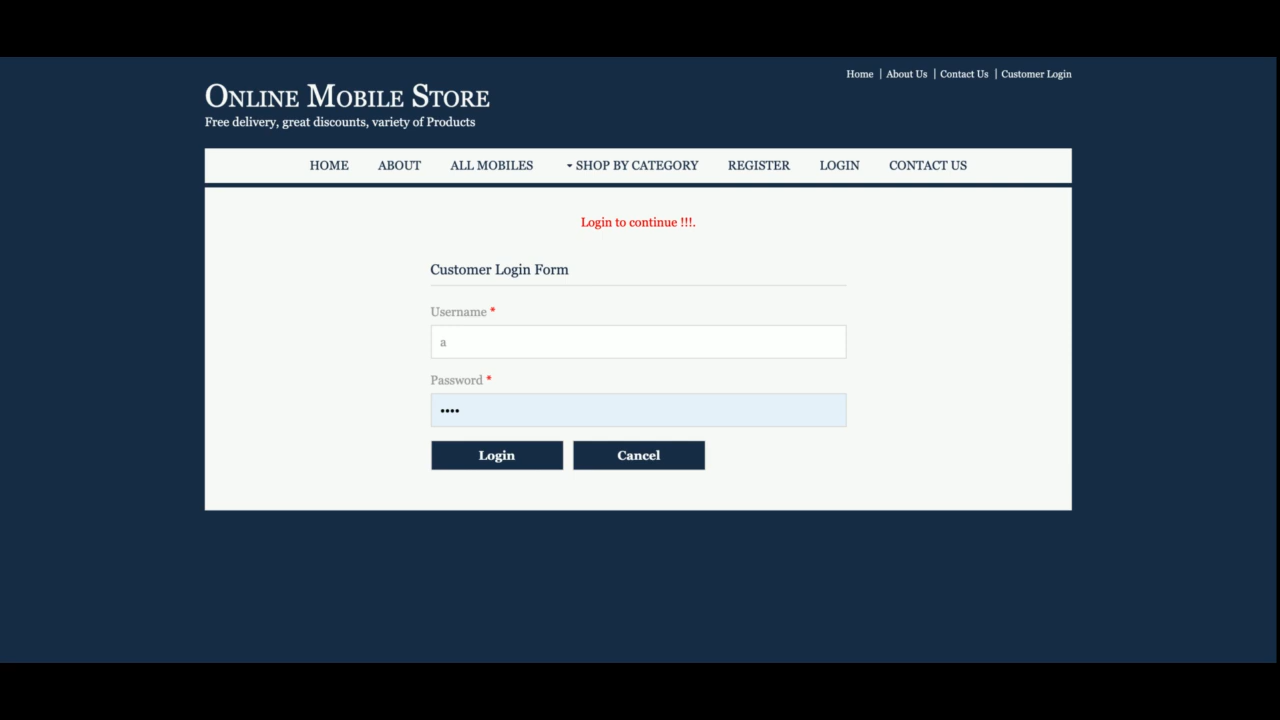 Home | About Us | Contact Us | Customer Login
ONLINE MOBILE STORE
Free delivery, great discounts, variety of Products
HOME ABOUT ALL MOBILES SHOP BY CATEGORY REGISTER LOGIN CONTACT US
Login to continue !!!.
Customer Login Form
Username *
a
Password *
••••
Login Cancel